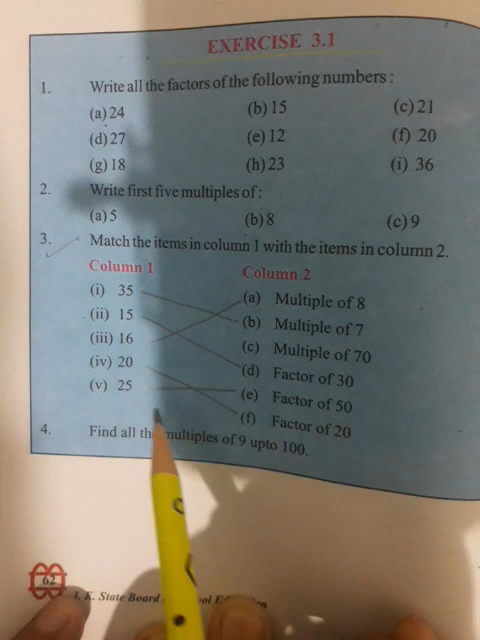 EXERCISE 3.1
1. Write all the factors of the following numbers :
(a) 24 (b) 15 (c) 21
(d) 27 (e) 12 (f) 20
(g) 18 (h) 23 (i) 36
2. Write first five multiples of :
(a) 5 (b) 8 (c) 9
3. Match the items in column 1 with the items in column 2.
Column 1 Column 2
(i) 35 (a) Multiple of 8
(ii) 15 (b) Multiple of 7
(iii) 16 (c) Multiple of 70
(iv) 20 (d) Factor of 30
(v) 25 (e) Factor of 50
(f) Factor of 20
4. Find all multiples of 9 upto 100.
62
K. State Board